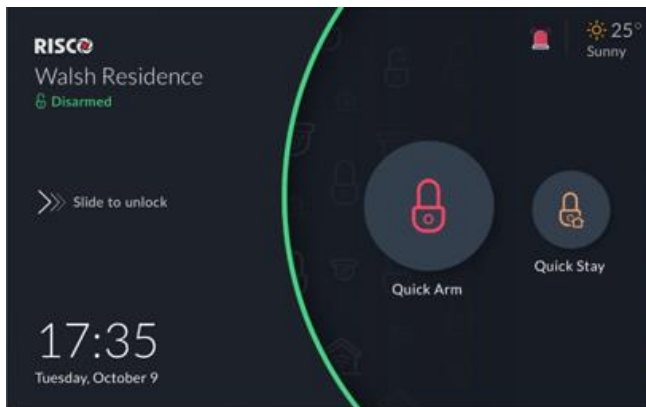 RISCO
Walsh Residence
Disarmed
25°
Sunny
Slide to unlock
Quick Arm
Quick Stay
17:35
Tuesday, October 9